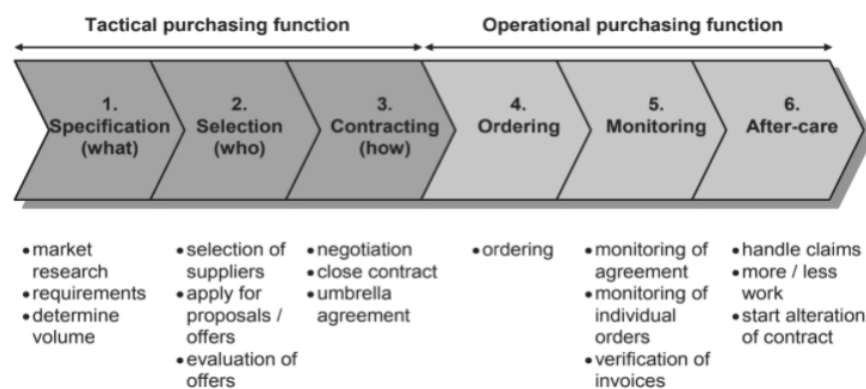 Tactical purchasing function
Operational purchasing function
1.
Specification
(what)
2.
Selection
(who)
3.
Contracting
(how)
4.
Ordering
5.
Monitoring
6.
After-care
•market
research
•requirements
•determine
volume
•selection of
suppliers
•apply for
proposals /
offers
•evaluation of
offers
•negotiation
•close contract
•umbrella
agreement
•ordering
•monitoring of
agreement
•monitoring of
individual
orders
•verification of
invoices
•handle claims
•more / less
work
•start alteration
of contract